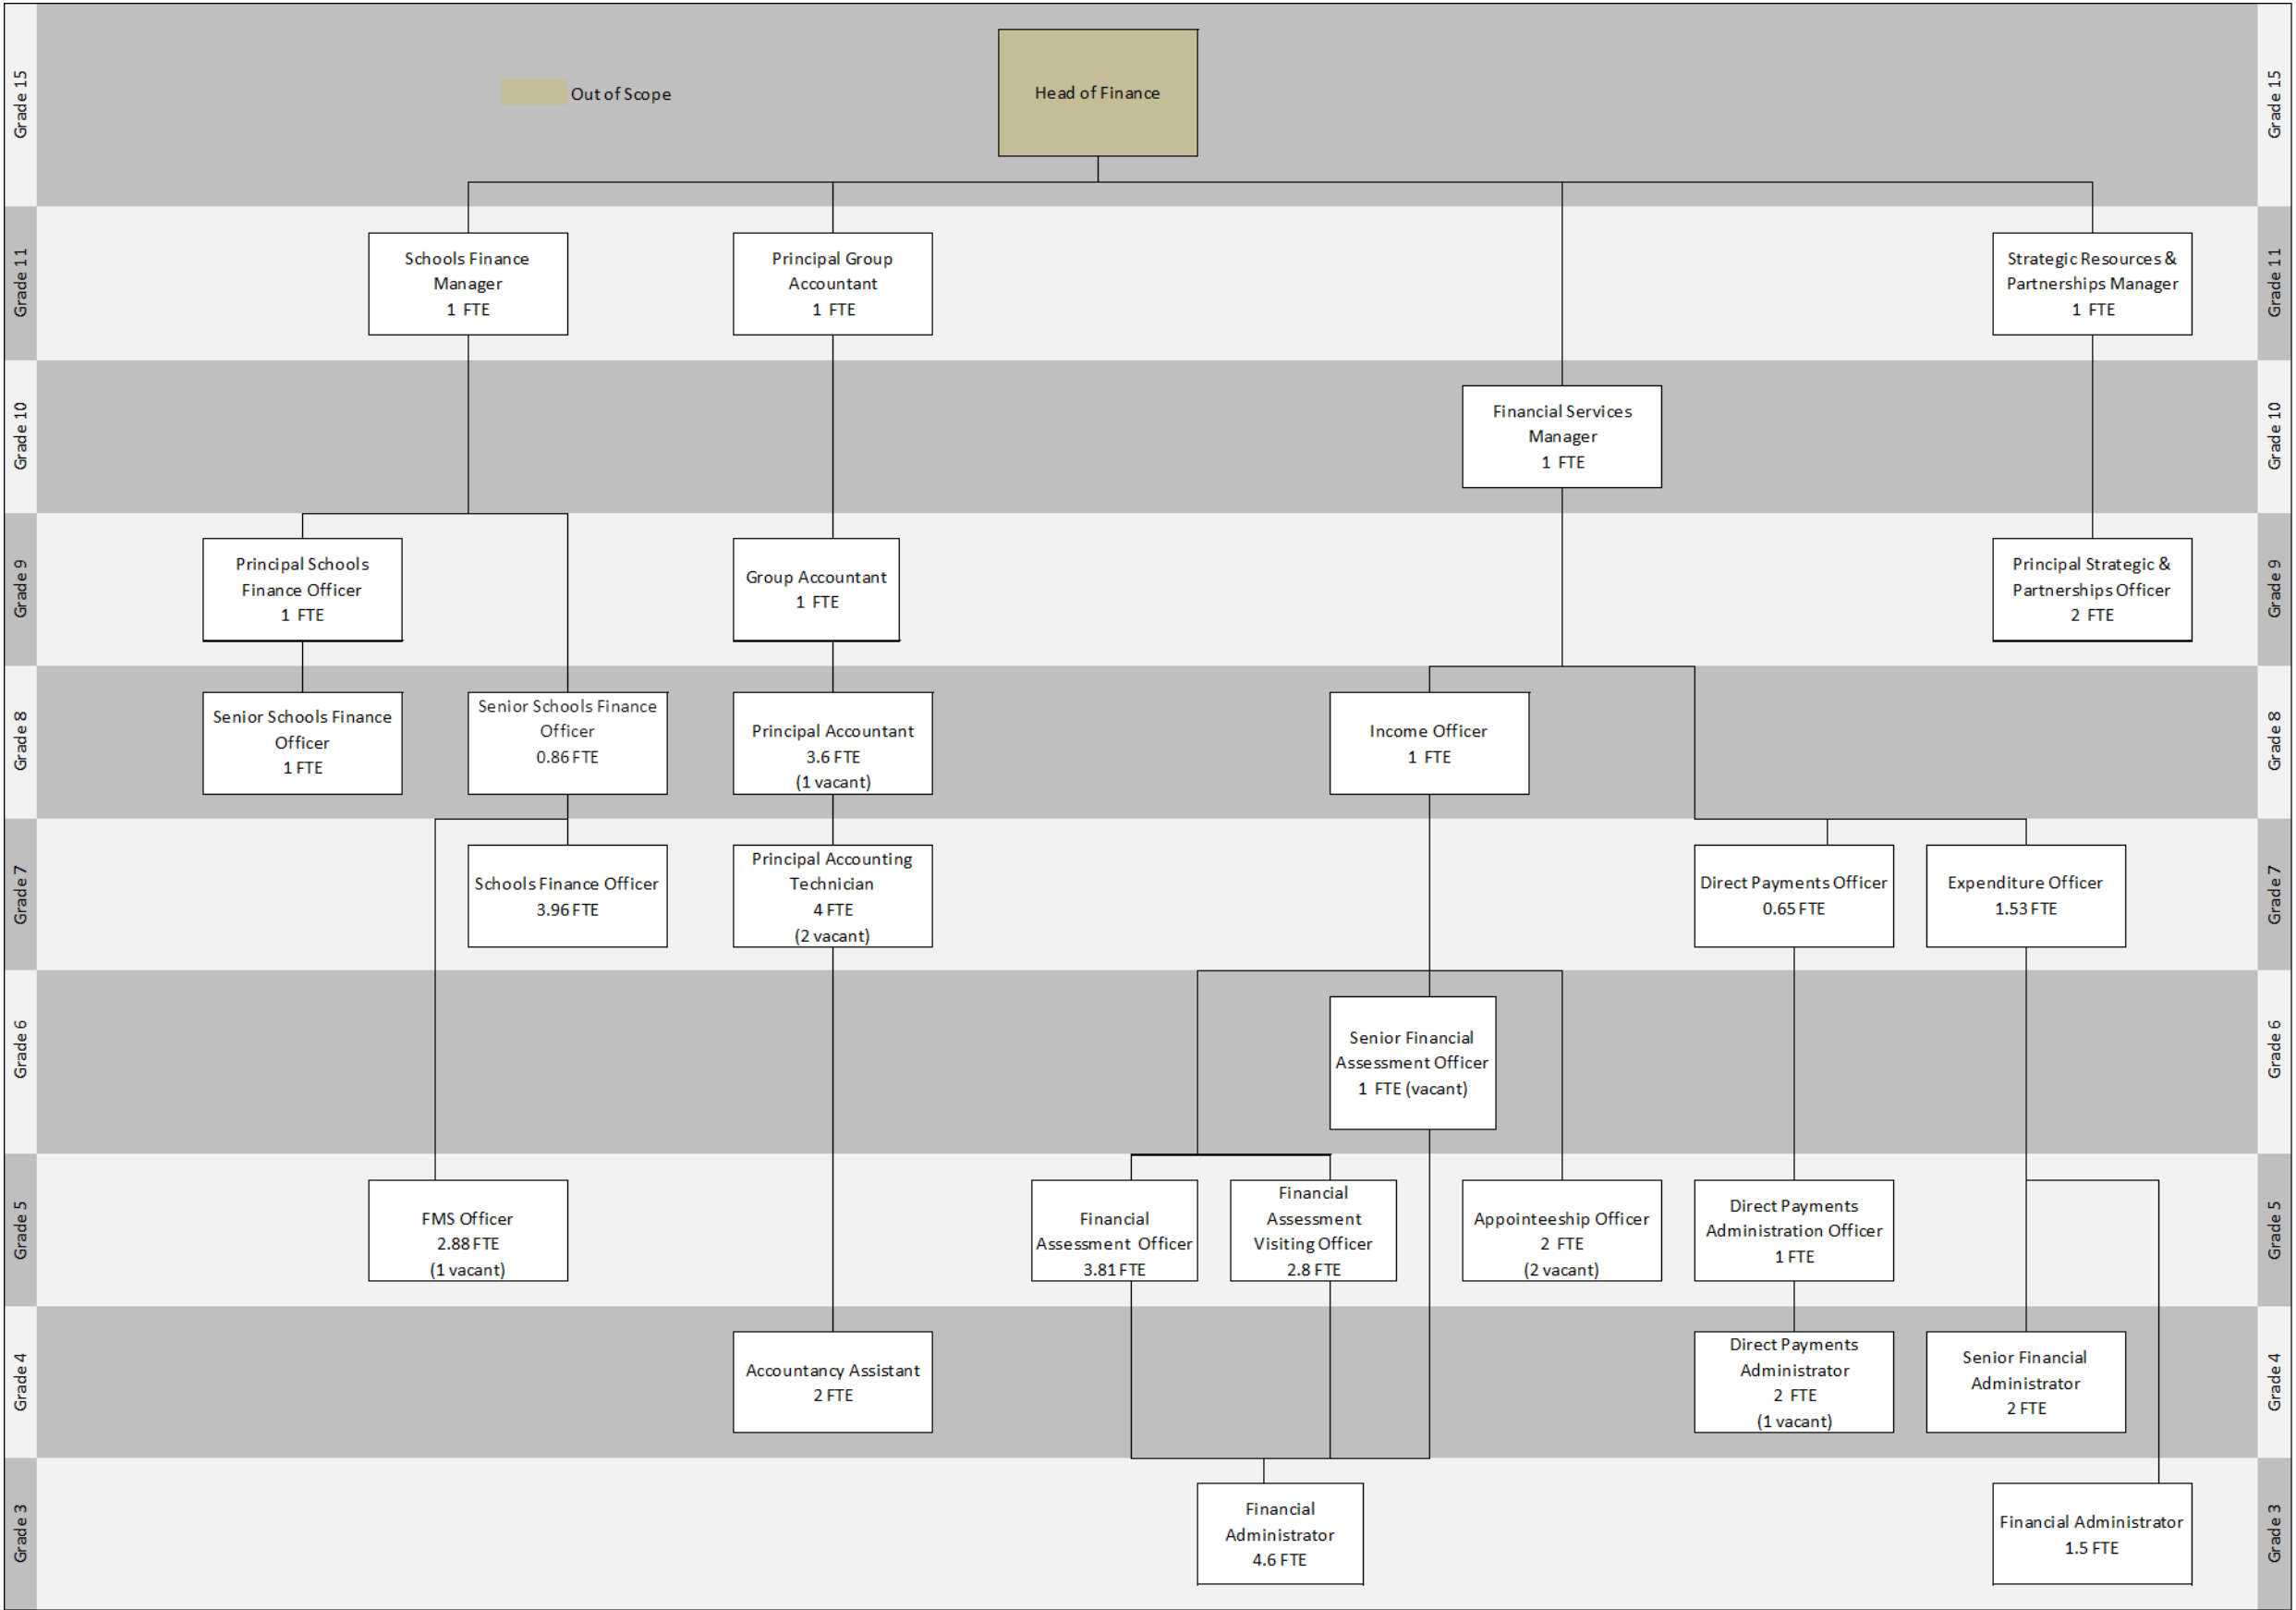 Grade 15
Out of Scope
Head of Finance
Grade 15
Grade 11
Schools Finance
Manager
1 FTE
Principal Group
Accountant
1 FTE
Strategic Resources &
Partnerships Manager
1 FTE
Grade 11
Grade 10
Financial Services
Manager
1 FTE
Grade 10
Grade 9
Principal Schools
Finance Officer
1 FTE
Group Accountant
1 FTE
Principal Strategic &
Partnerships Officer
2 FTE
Grade 9
Grade 8
Senior Schools Finance
Officer
1 FTE
Senior Schools Finance
Officer
0.86 FTE
Principal Accountant
3.6 FTE
(1 vacant)
Income Officer
1 FTE
Grade 8
Grade 7
Schools Finance Officer
3.96 FTE
Principal Accounting
Technician
4 FTE
(2 vacant)
Direct Payments Officer
0.65 FTE
Expenditure Officer
1.53 FTE
Grade 7
Grade 6
Senior Financial
Assessment Officer
1 FTE (vacant)
Grade 6
Grade 5
FMS Officer
2.88 FTE
(1 vacant)
Financial
Assessment Officer
3.81 FTE
Financial
Assessment
Visiting Officer
2.8 FTE
Appointeeship Officer
2 FTE
(2 vacant)
Direct Payments
Administration Officer
1 FTE
Grade 5
Grade 4
Accountancy Assistant
2 FTE
Direct Payments
Administrator
2 FTE
(1 vacant)
Senior Financial
Administrator
2 FTE
Grade 4
Grade 3
Financial
Administrator
4.6 FTE
Financial Administrator
1.5 FTE
Grade 3